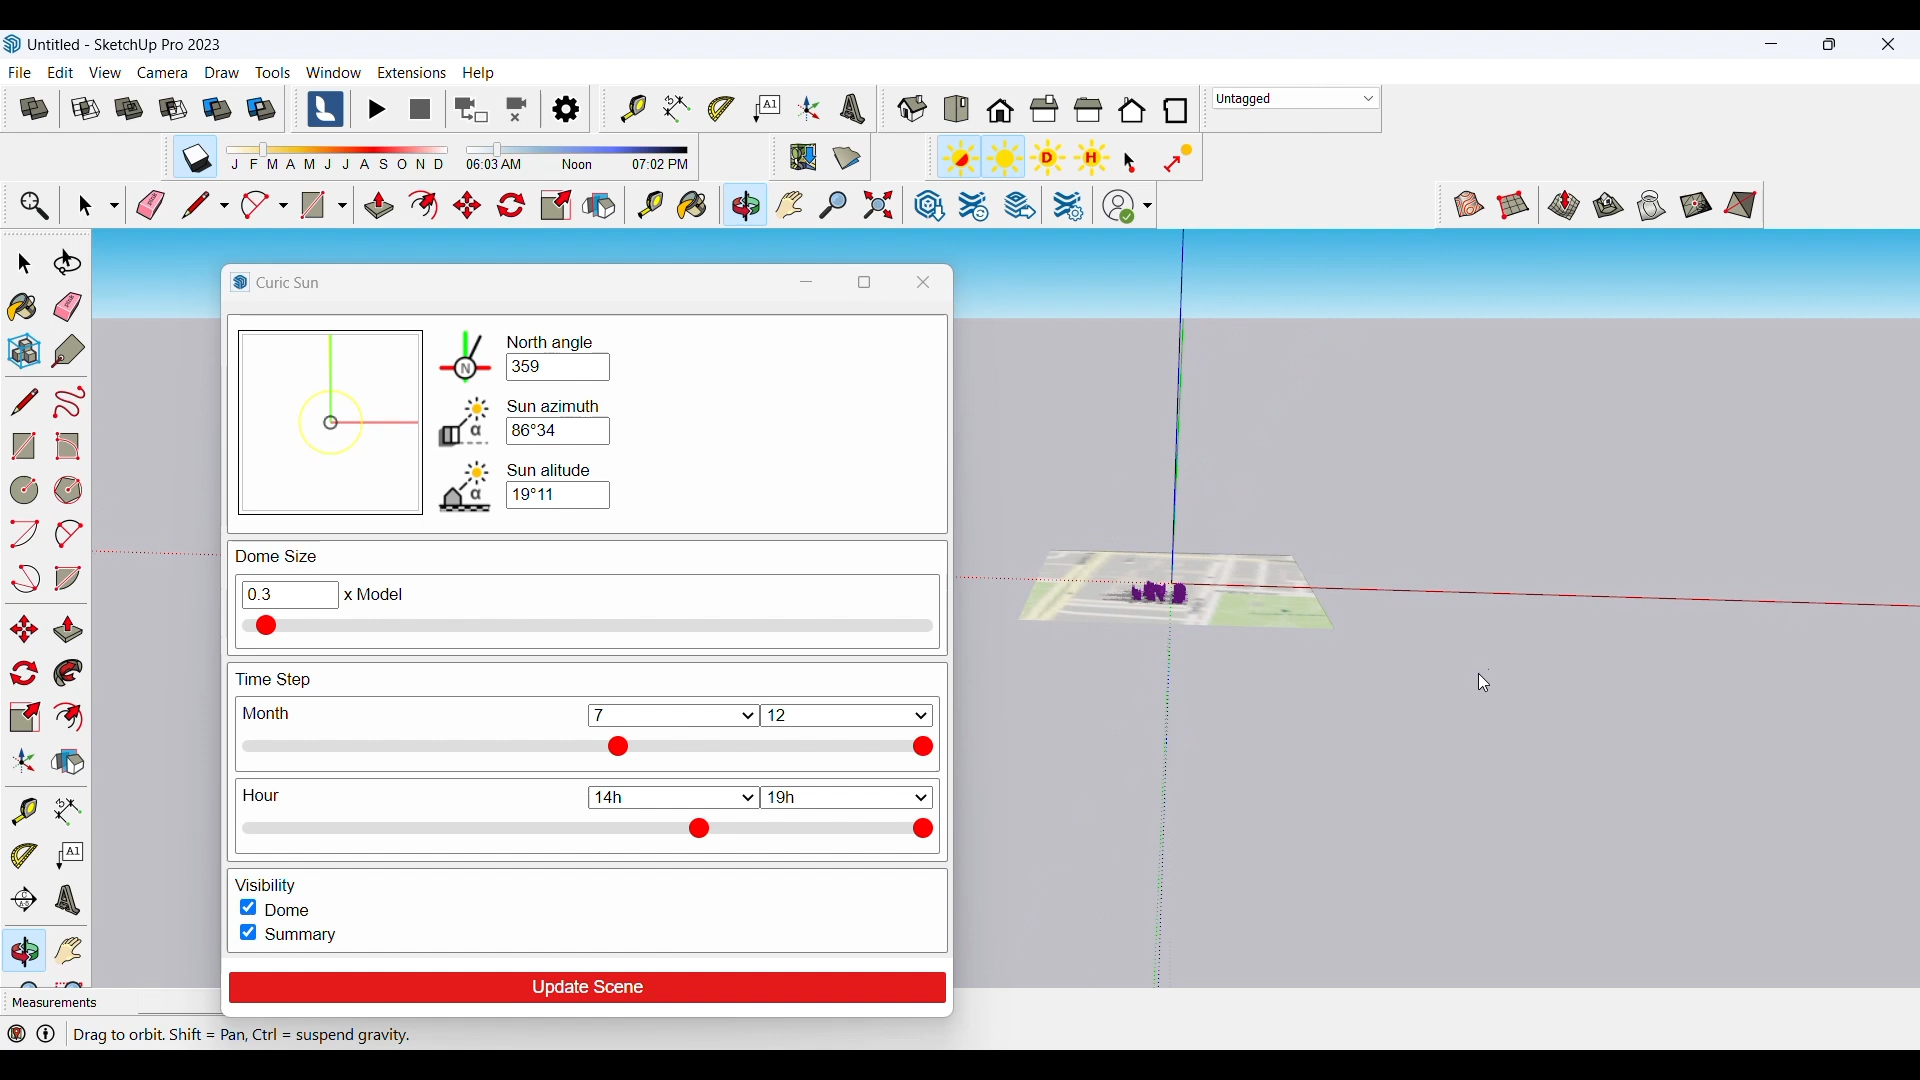 Untitled - SketchUp Pro 2023
File Edit View Camera Draw Tools Window Extensions Help
A1
Untagged
J F M A M J J A S O N D
06:03 AM Noon 07:02 PM
D H
Curic Sun
North angle
N
359
Sun azimuth
α
86°34
Sun alitude
α
19°11
Dome Size
0.3 x Model
Time Step
Month 7 12
Hour 14h 19h
A1
Visibility
Dome
Summary
Update Scene
Measurements
Drag to orbit. Shift = Pan, Ctrl = suspend gravity.